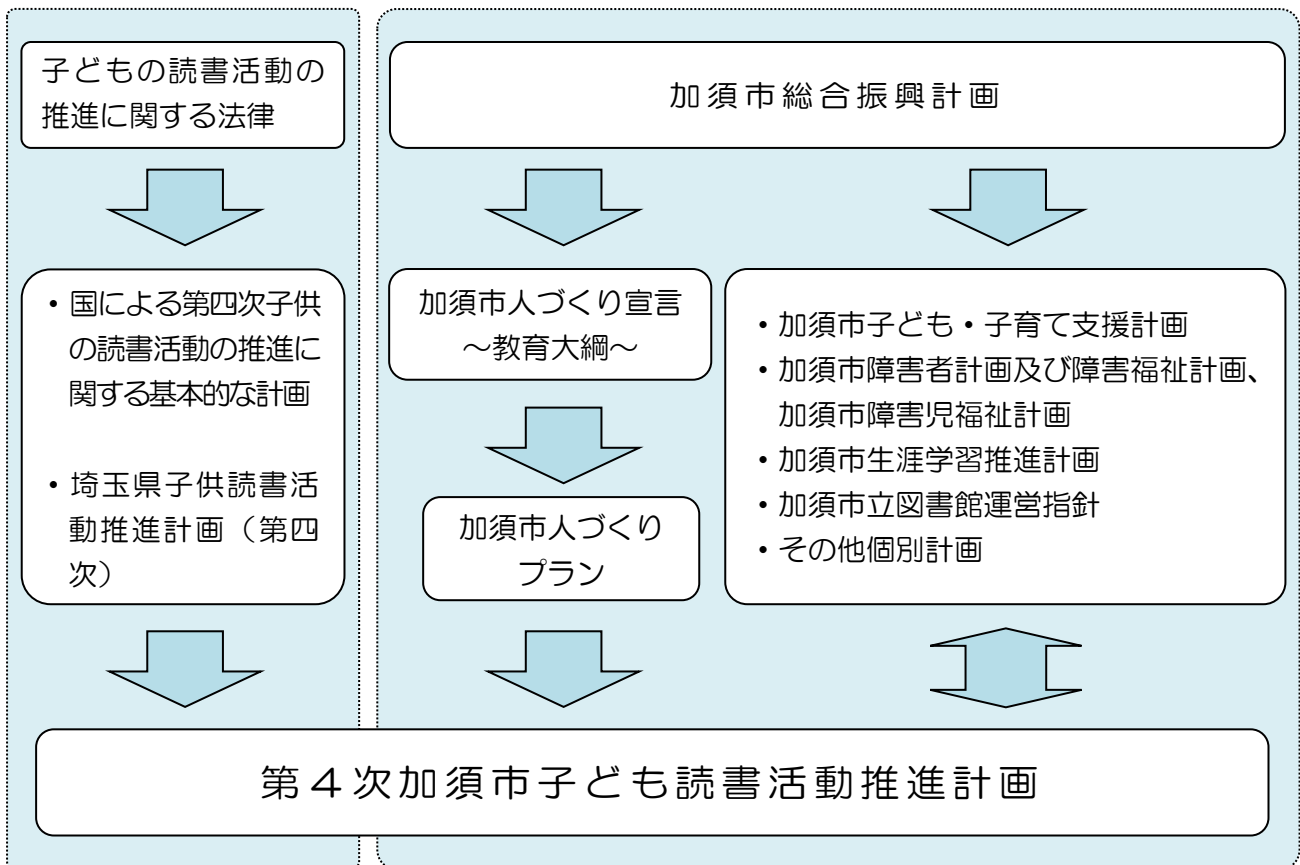 子どもの読書活動の
推進に関する法律
加須市総合振興計画
・国による第四次子供
の読書活動の推進に
関する基本的な計画
・埼玉県子供読書活
動推進計画（第四
次）
加須市人づくり宣言
～教育大綱～
加須市人づくり
プラン
・加須市子ども・子育て支援計画
・加須市障害者計画及び障害福祉計画、
加須市障害児福祉計画
・加須市生涯学習推進計画
・加須市立図書館運営指針
・その他個別計画
第４次加須市子ども読書活動推進計画